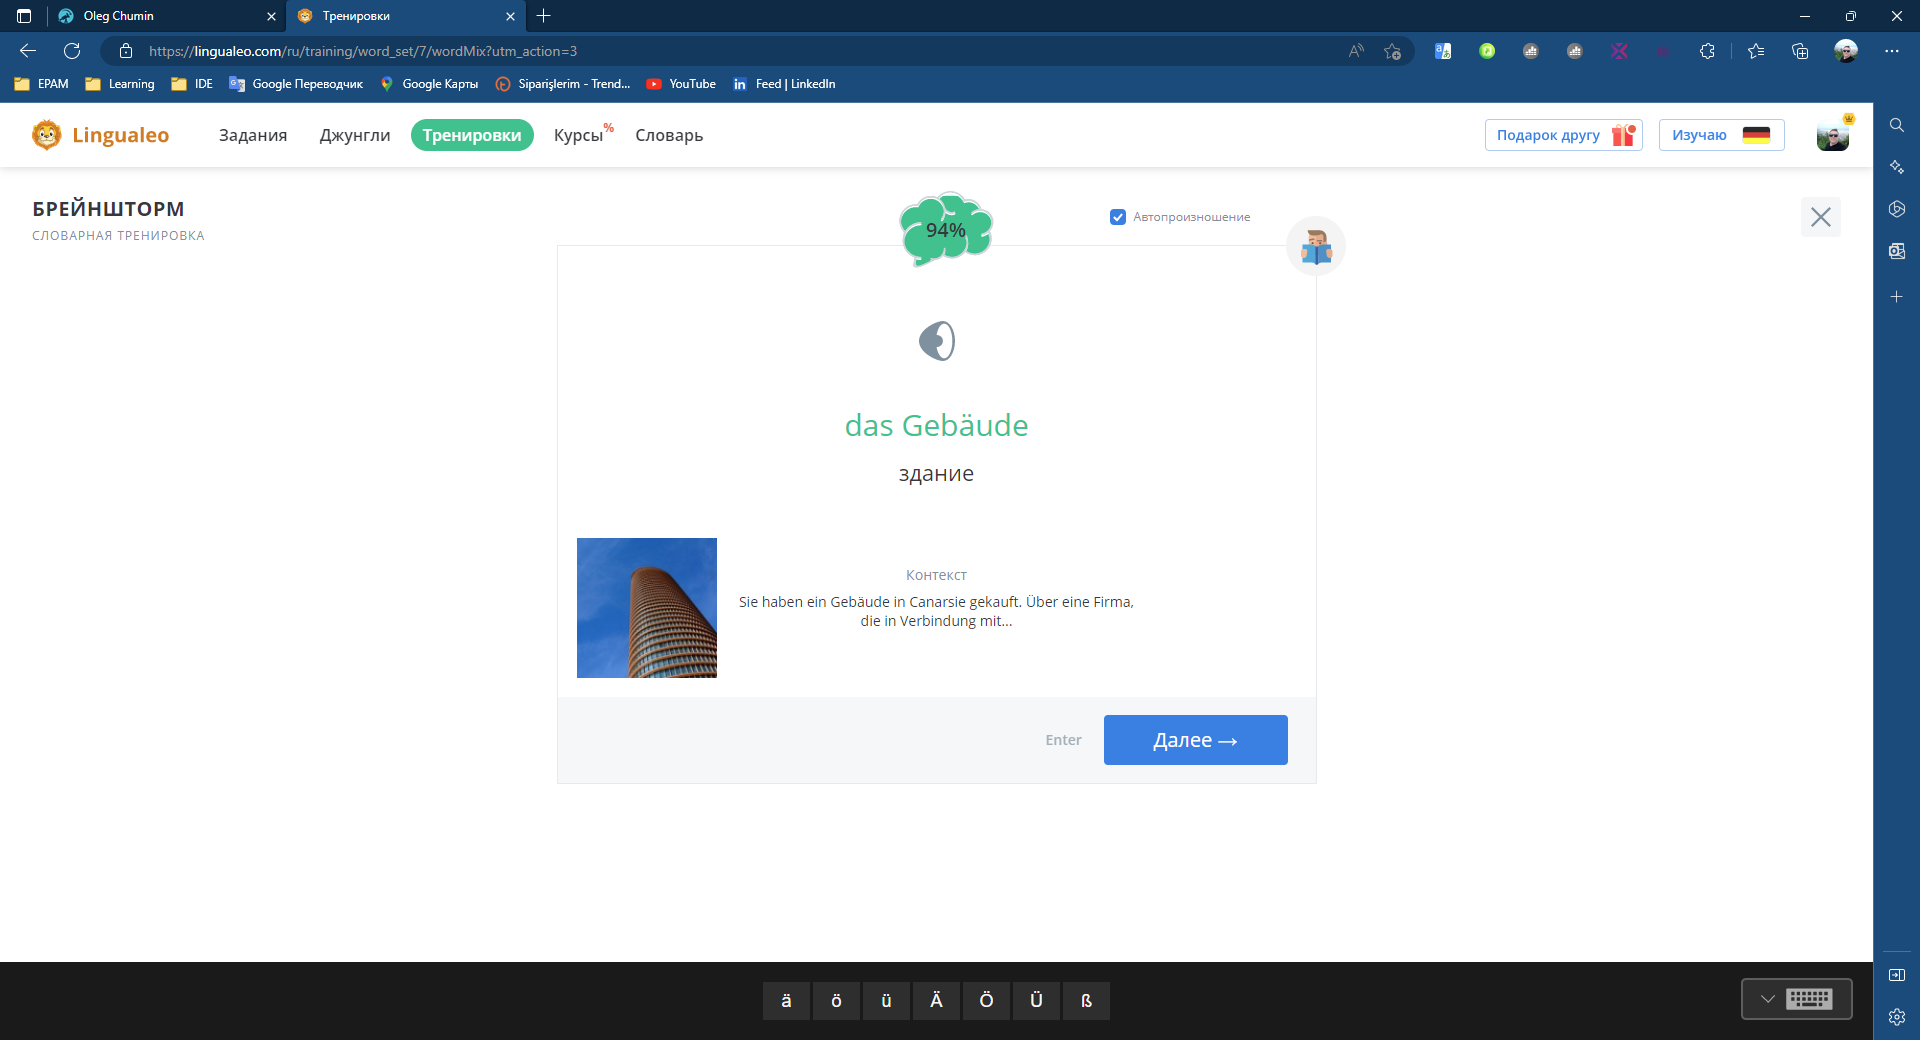 Oleg Chumin
Тренировки
https://lingualeo.com/ru/training/word_set/7/wordMix?utm_action=3
EPAM
Learning
IDE
Google Переводчик
Google Карты
Siparişlerim - Trend...
YouTube
Feed | LinkedIn
Lingualeo
Задания
Джунгли
Тренировки
Курсы%
Словарь
Подарок другу
Изучаю
БРЕЙНШТОРМ
СЛОВАРНАЯ ТРЕНИРОВКА
94%
Автопроизношение
das Gebäude
здание
Контекст
Sie haben ein Gebäude in Canarsie gekauft. Über eine Firma,
die in Verbindung mit...
Enter
Далее →
ä ö ü Ä Ö Ü ß